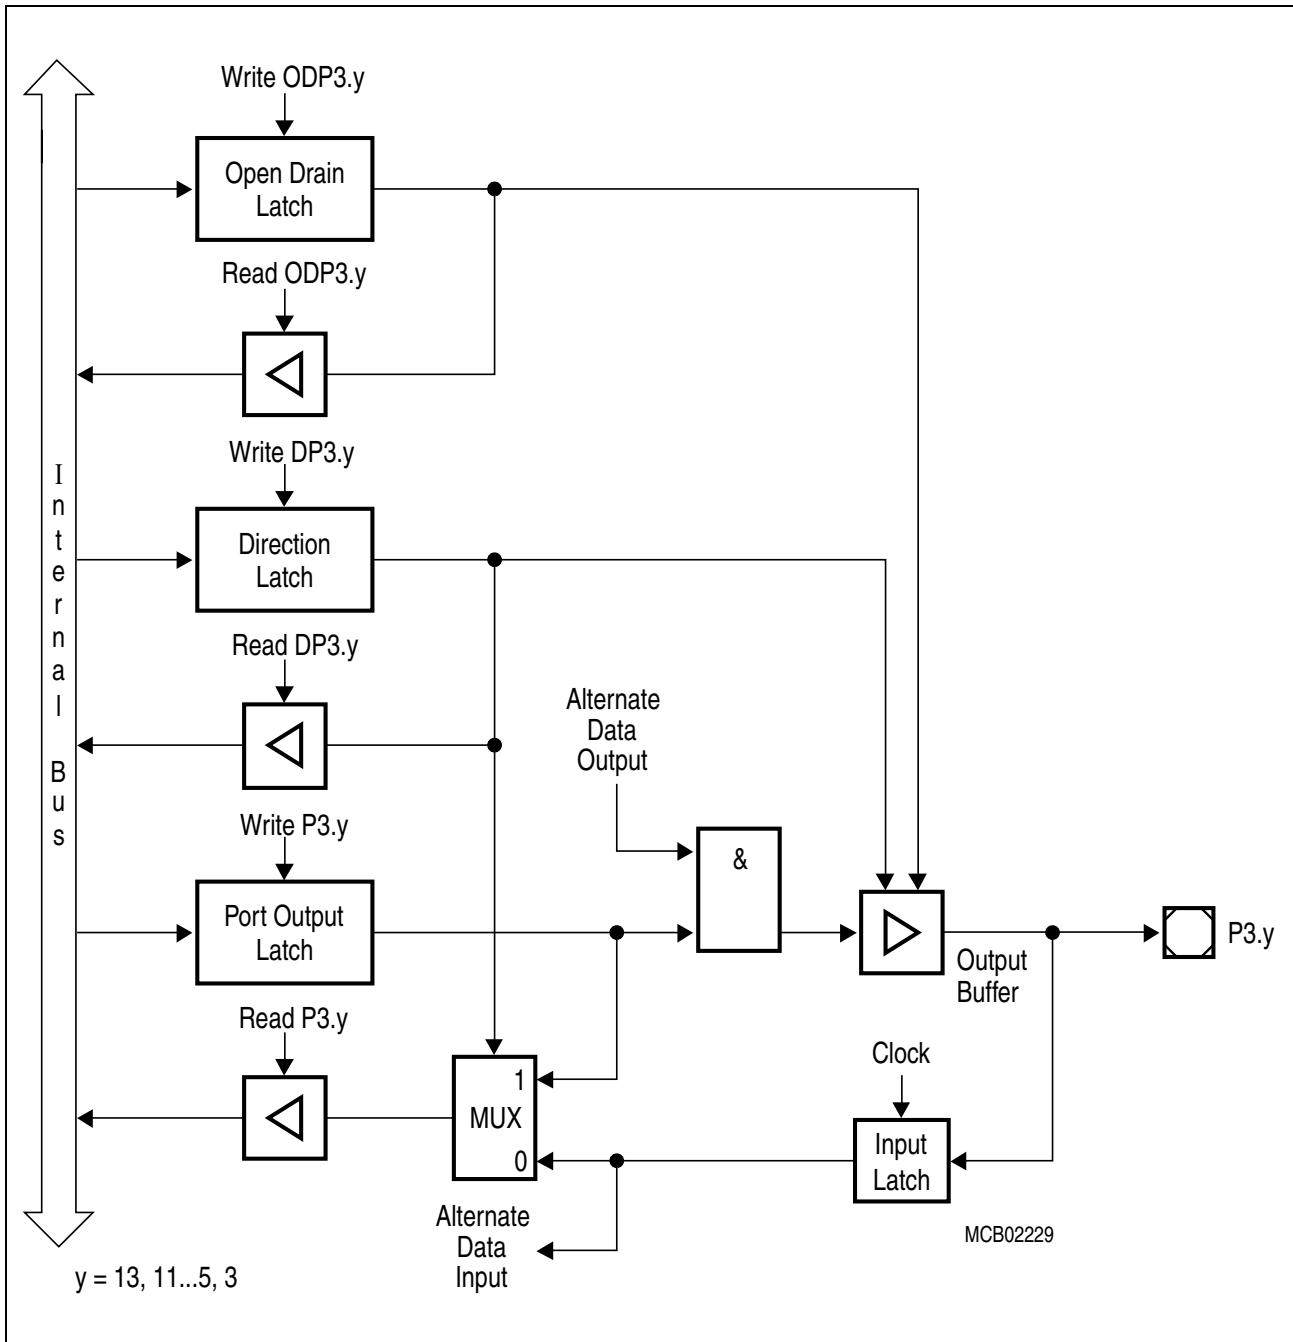 Write ODP3.y
Open Drain
Latch
Read ODP3.y
Write DP3.y
Direction
Latch
Read DP3.y
Internal Bus
Alternate
Data
Output
Write P3.y
&
Port Output
Latch
P3.y
Output
Buffer
Read P3.y
Clock
1
MUX
0
Input
Latch
Alternate
Data
Input
MCB02229
y = 13, 11...5, 3